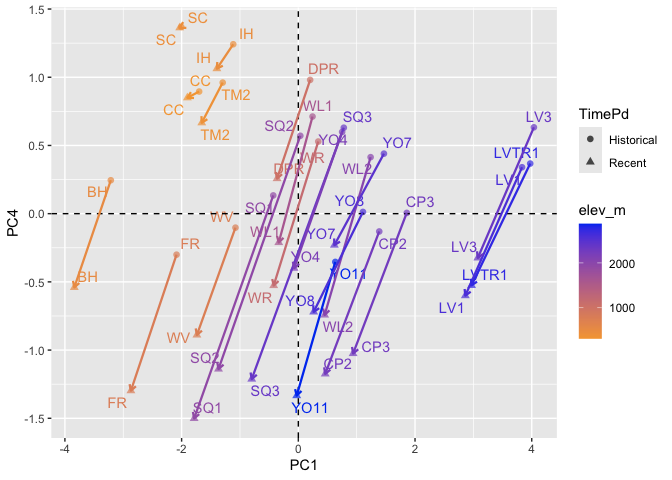 1.5
1.0
0.5
0.0
-0.5
-1.0
-1.5
PC4
-4
-2
0
2
4
PC1
SC
SC
IH
IH
CC
CC
TM2
TM2
DPR
DPR
WL1
WL1
SQ2
SQ2
YO4
YO4
SQ3
SQ3
WR
WR
YO7
YO7
WL2
WL2
LV3
LV3
LVTR1
LVTR1
LV1
LV1
BH
BH
SQ1
SQ1
YO8
YO8
CP3
CP3
WV
WV
CP2
CP2
FR
FR
YO11
YO11
TimePd
Historical
Recent
elev_m
2000
1000